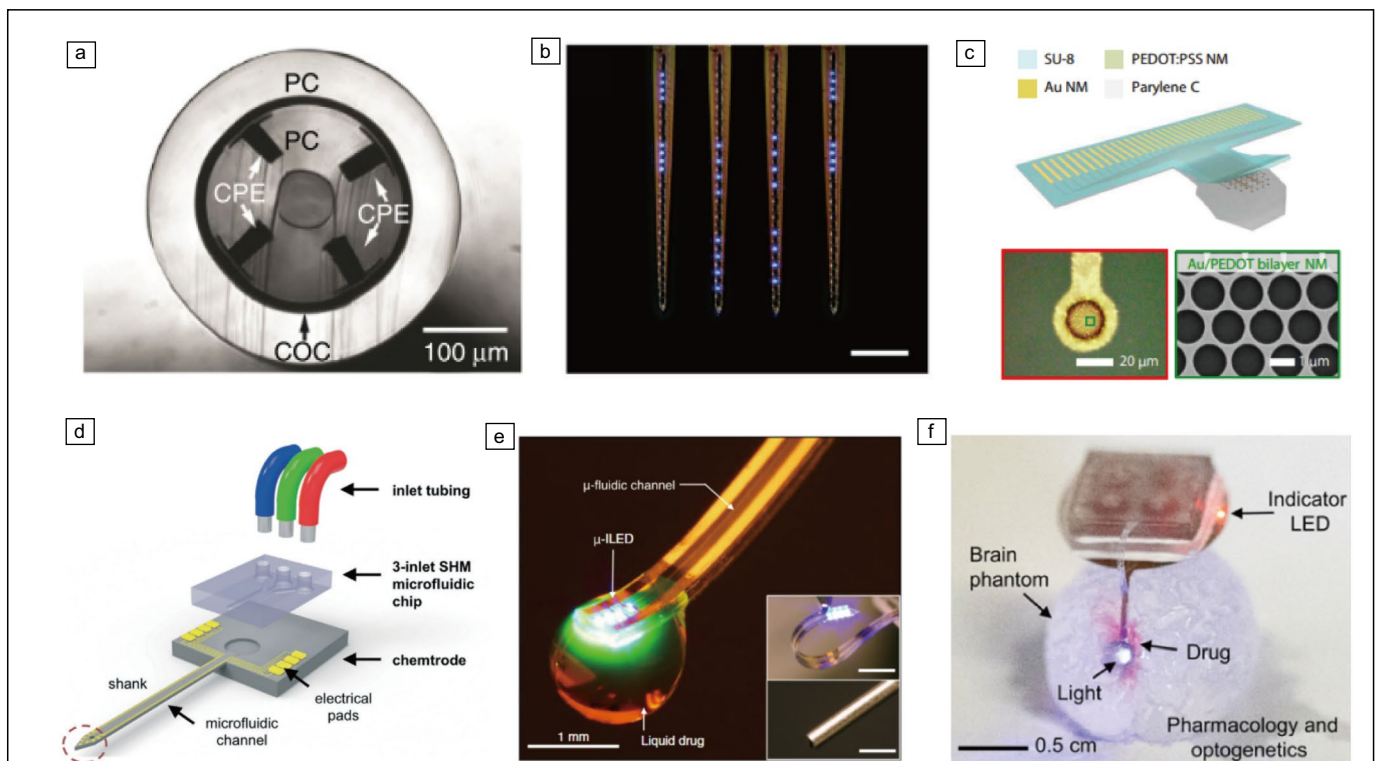 a
PC
PC
CPE
CPE
COC
100 μm
b
c
SU-8
PEDOT:PSS NM
Au NM
Parylene C
Au/PEDOT bilayer NM
20 μm
1 μm
d
inlet tubing
3-inlet SHM
microfluidic
chip
chemtrode
shank
electrical
pads
microfluidic
channel
e
μ-fluidic channel
μ-ILED
1 mm
Liquid drug
f
Indicator
LED
Brain
phantom
Drug
Light
Pharmacology and
optogenetics
0.5 cm